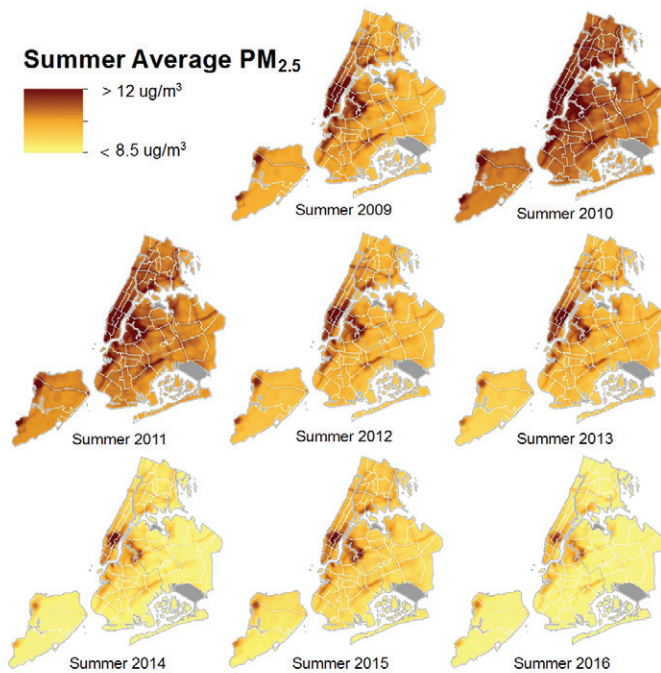 Summer Average PM2.5
> 12 ug/m³
< 8.5 ug/m³
Summer 2009
Summer 2010
Summer 2011
Summer 2012
Summer 2013
Summer 2014
Summer 2015
Summer 2016